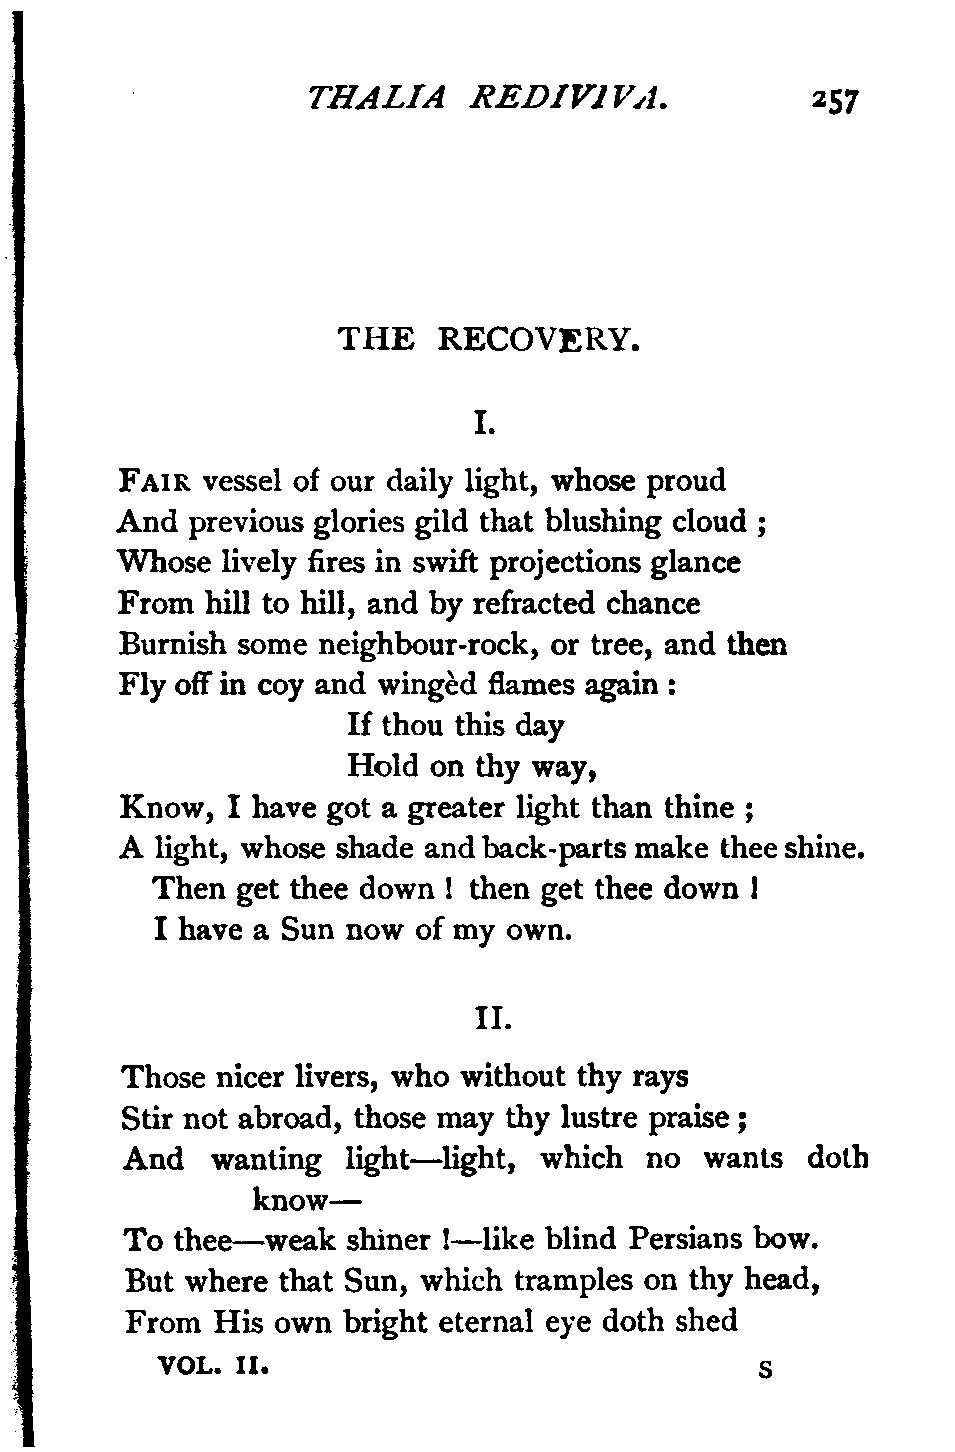 THALIA REDIVIVA. 257
THE RECOVERY.
I.
FAIR vessel of our daily light, whose proud
And previous glories gild that blushing cloud ;
Whose lively fires in swift projections glance
From hill to hill, and by refracted chance
Burnish some neighbour-rock, or tree, and then
Fly off in coy and wingèd flames again :
If thou this day
Hold on thy way,
Know, I have got a greater light than thine ;
A light, whose shade and back-parts make thee shine.
Then get thee down ! then get thee down !
I have a Sun now of my own.
II.
Those nicer livers, who without thy rays
Stir not abroad, those may thy lustre praise ;
And wanting light—light, which no wants doth
know—
To thee—weak shiner !—like blind Persians bow.
But where that Sun, which tramples on thy head,
From His own bright eternal eye doth shed
VOL. II. S